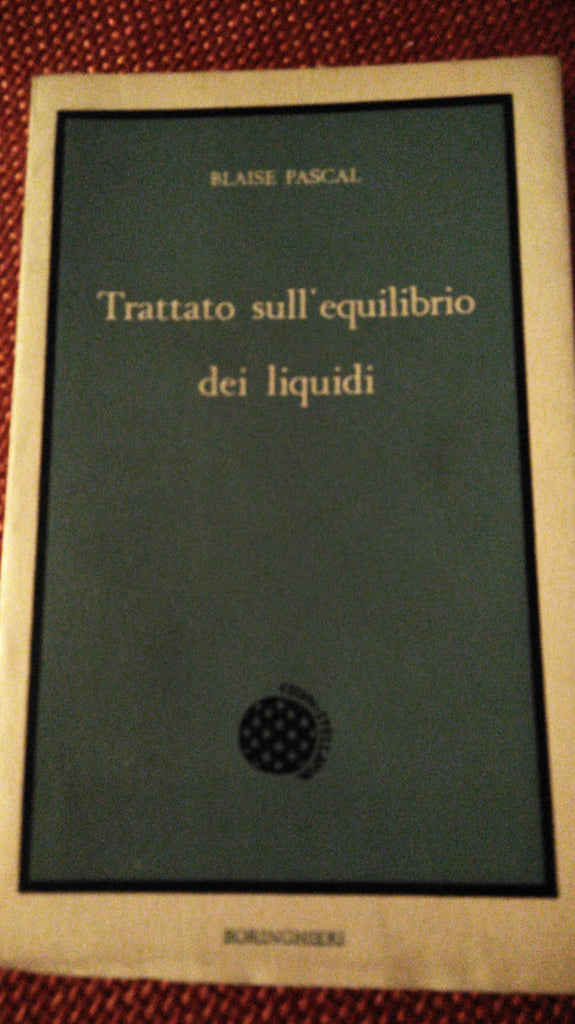 BLAISE PASCAL
Trattato sull'equilibrio
dei liquidi
BORINGHIERI